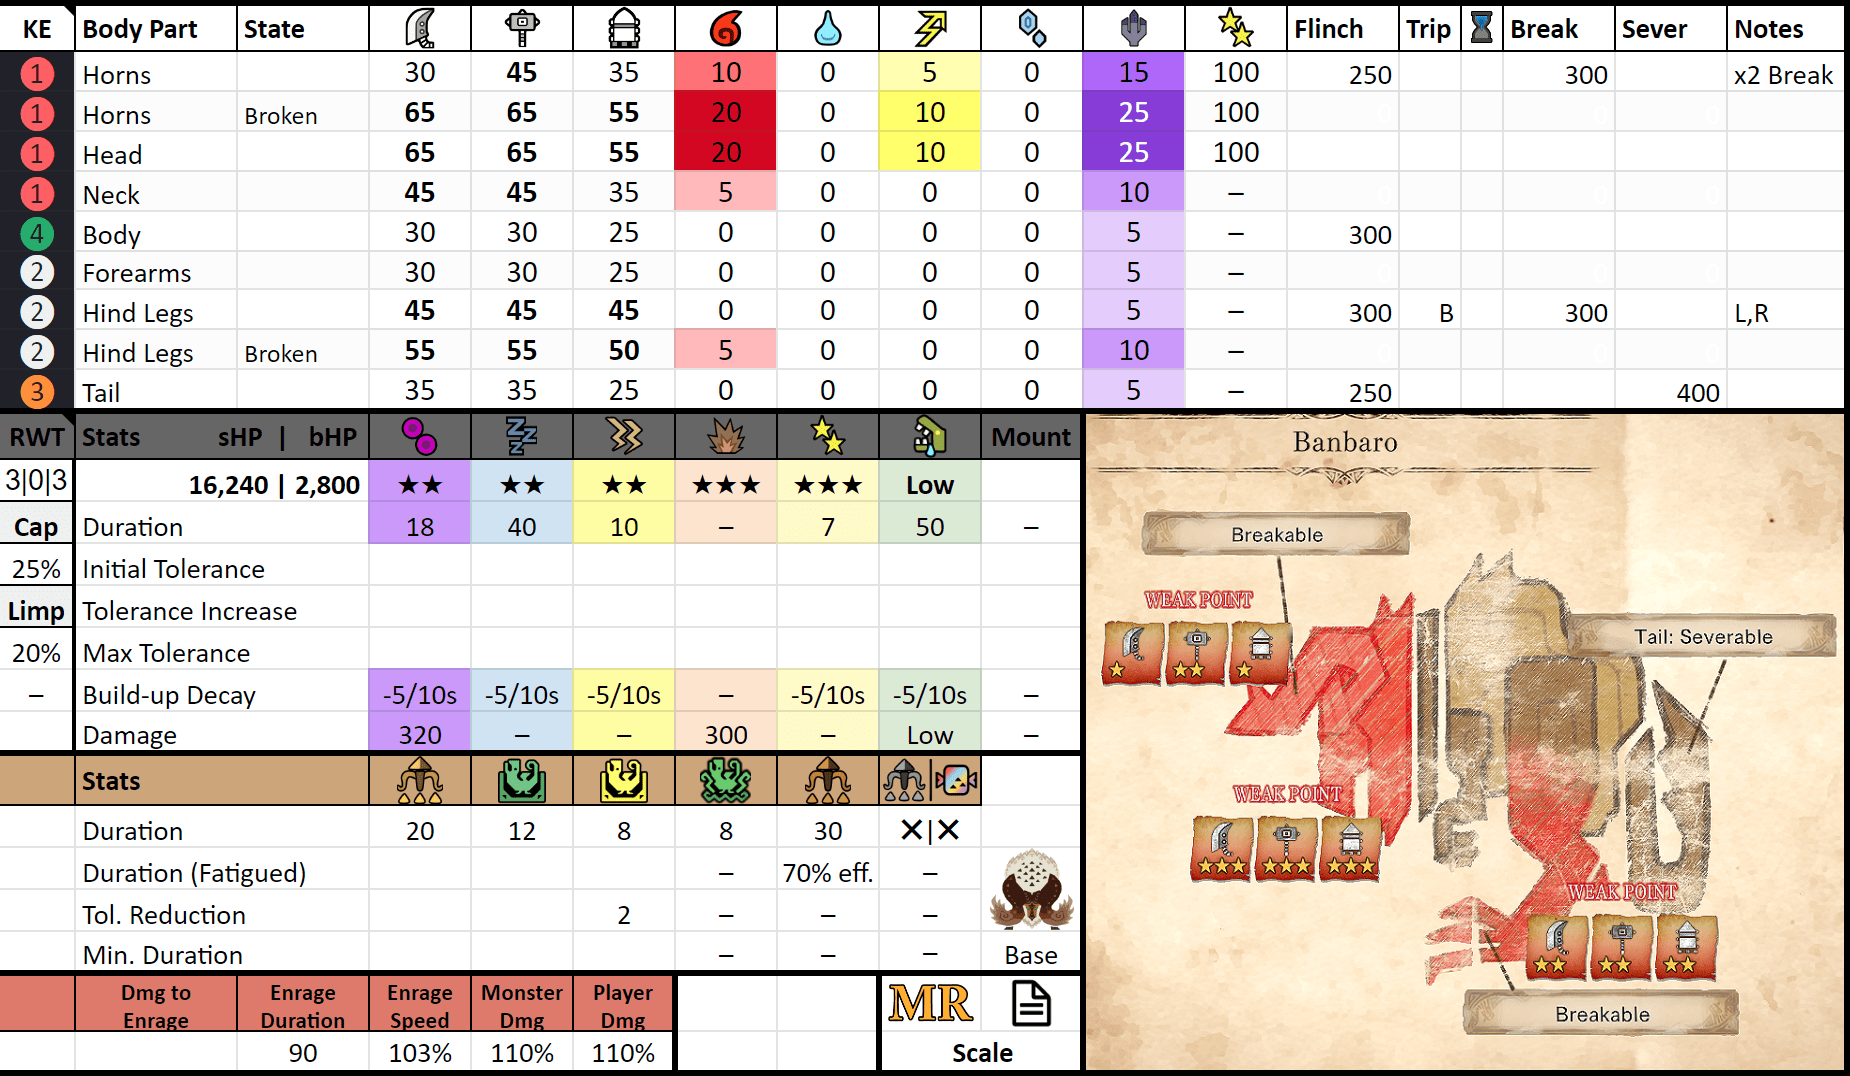 KE Body Part State Flinch Trip Break Sever Notes
1 Horns 30 45 35 10 0 5 0 15 100 250 300 x2 Break
1 Horns Broken 65 65 55 20 0 10 0 25 100
1 Head 65 65 55 20 0 10 0 25 100
1 Neck 45 45 35 5 0 0 0 10 –
4 Body 30 30 25 0 0 0 0 5 – 300
2 Forearms 30 30 25 0 0 0 0 5 –
2 Hind Legs 45 45 45 0 0 0 0 5 – 300 B 300 L,R
2 Hind Legs Broken 55 55 50 5 0 0 0 10 –
3 Tail 35 35 25 0 0 0 0 5 – 250 400
RWT Stats sHP | bHP Mount
3|0|3 16,240 | 2,800 ★★ ★★ ★★ ★★★ ★★★ Low
Cap Duration 18 40 10 – 7 50 –
25% Initial Tolerance
Limp Tolerance Increase
20% Max Tolerance
– Build-up Decay -5/10s -5/10s -5/10s – -5/10s -5/10s –
Damage 320 – – 300 – Low –
Stats
Duration 20 12 8 8 30 ✕|✕
Duration (Fatigued) – 70% eff. –
Tol. Reduction 2 – – –
Min. Duration – – – Base
Dmg to Enrage Enrage Duration Enrage Speed Monster Dmg Player Dmg MR
90 103% 110% 110% Scale
Banbaro
Breakable
WEAK POINT
Tail: Severable
WEAK POINT
WEAK POINT
Breakable